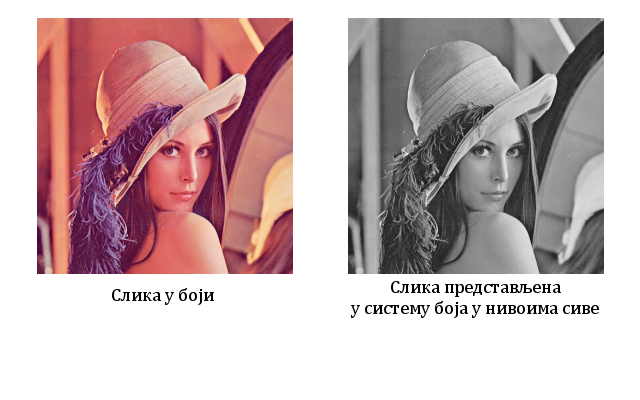 Слика у боји
Слика представљена
у систему боја у нивоима сиве